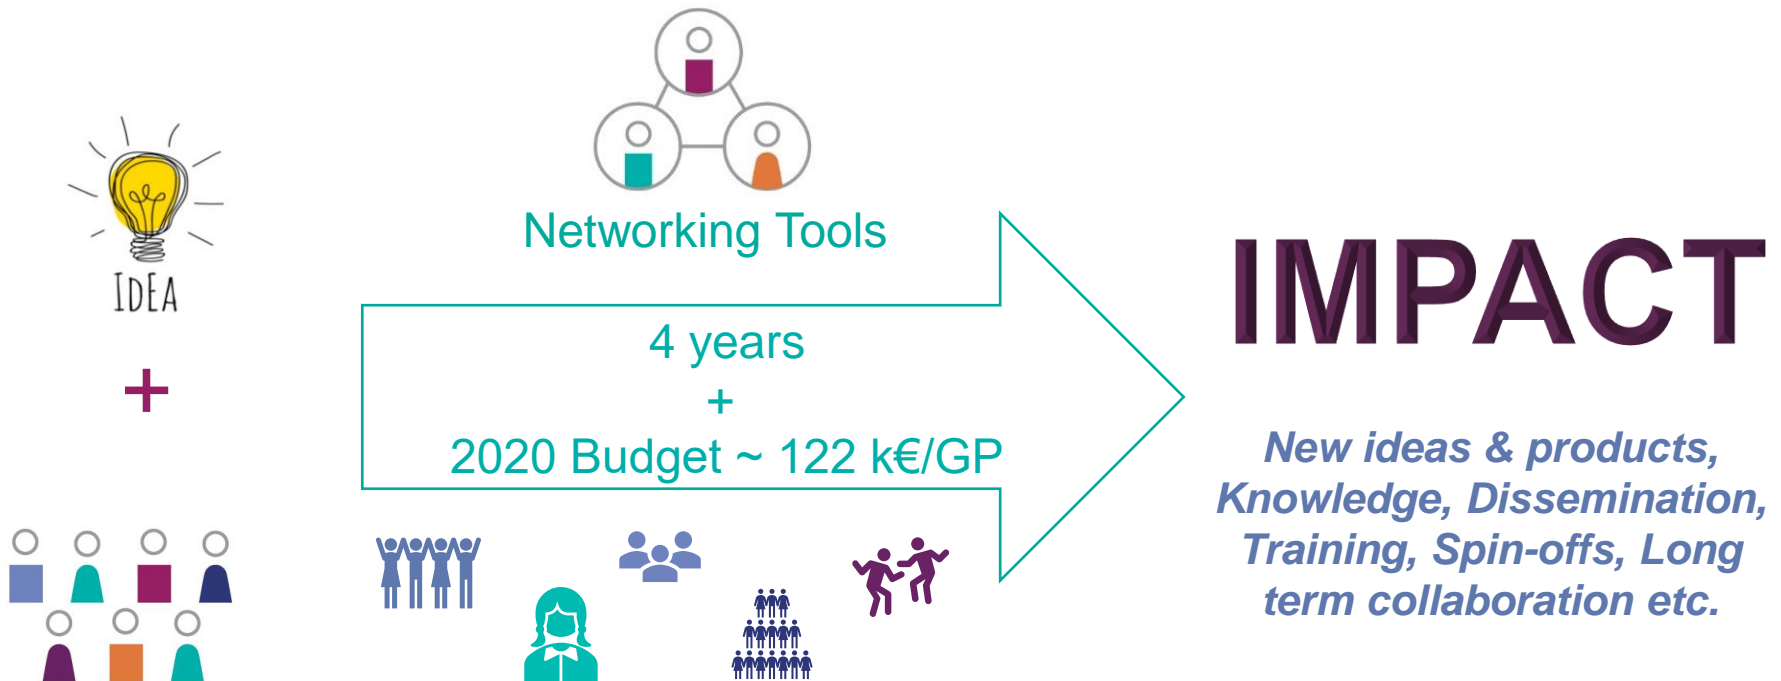 IDEA
+
Networking Tools
4 years
+
2020 Budget ~ 122 k€/GP
IMPACT
New ideas & products,
Knowledge, Dissemination,
Training, Spin-offs, Long
term collaboration etc.